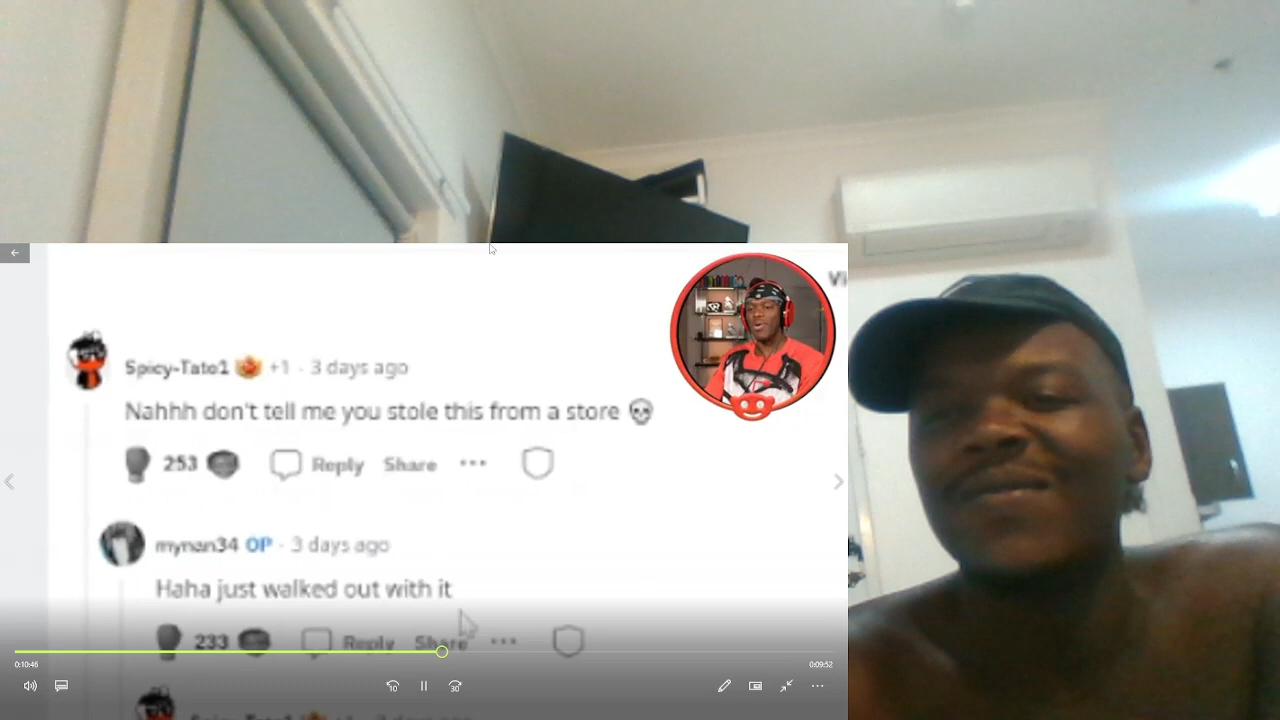 Spicy-Tato1 +1 · 3 days ago
Nahhh don't tell me you stole this from a store 💀
253 Reply Share ···
mynan34 OP · 3 days ago
Haha just walked out with it
233 Reply Share ···
0:10:46
0:09:52
10
30